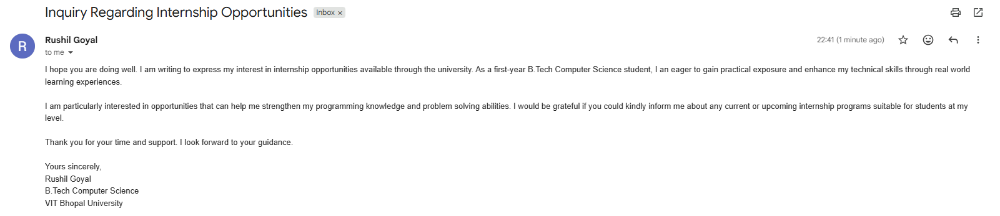 Inquiry Regarding Internship Opportunities Inbox ×
R
Rushil Goyal 22:41 (1 minute ago)
to me
I hope you are doing well. I am writing to express my interest in internship opportunities available through the university. As a first-year B.Tech Computer Science student, I an eager to gain practical exposure and enhance my technical skills through real world
learning experiences.
I am particularly interested in opportunities that can help me strengthen my programming knowledge and problem solving abilities. I would be grateful if you could kindly inform me about any current or upcoming internship programs suitable for students at my
level.
Thank you for your time and support. I look forward to your guidance.
Yours sincerely,
Rushil Goyal
B.Tech Computer Science
VIT Bhopal University